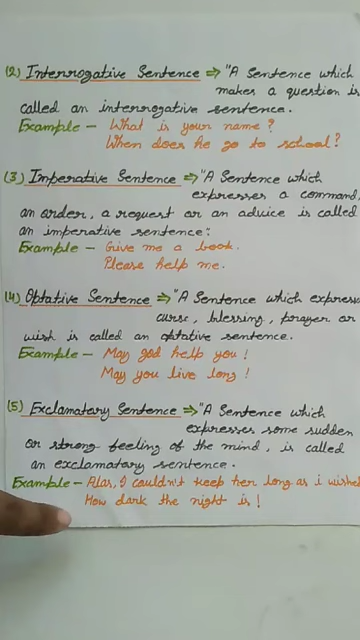 (2) Interrogative Sentence ⇒ "A Sentence which
makes a question is
called an interrogative sentence.
Example - What is your name?
When does he go to school?
(3) Imperative Sentence ⇒ "A Sentence which
expresses a command,
an order, a request or an advice is called
an imperative sentence":
Example - Give me a book.
Please help me.
(4) Optative Sentence ⇒ "A Sentence which express
curse, blessing, prayer or
wish is called an optative sentence.
Example - May god help you!
May you live long!
(5) Exclamatory Sentence ⇒ "A Sentence which
expresses some sudden
or strong feeling of the mind, is called
an exclamatory sentence.
Example - Alas, I couldn't keep her long as i wished
How dark the night is!